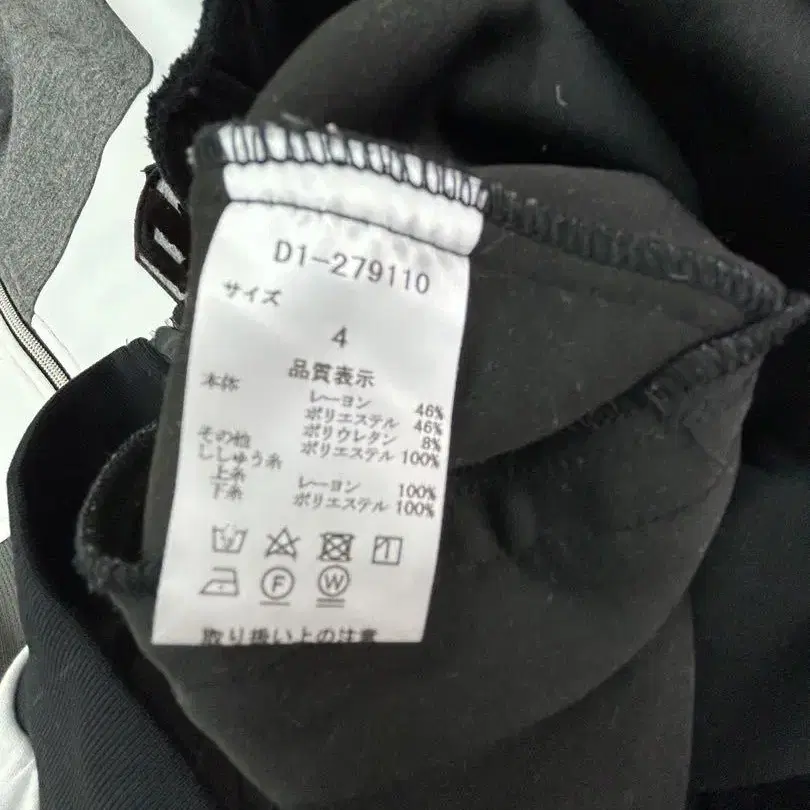 D1-279110
サイズ
4
品質表示
本体 レーヨン 46%
ポリエステル 46%
ポリウレタン 8%
その他 ポリエステル 100%
ししゅう糸
上糸 レーヨン 100%
下糸 ポリエステル 100%
F W
取り扱い上の注意